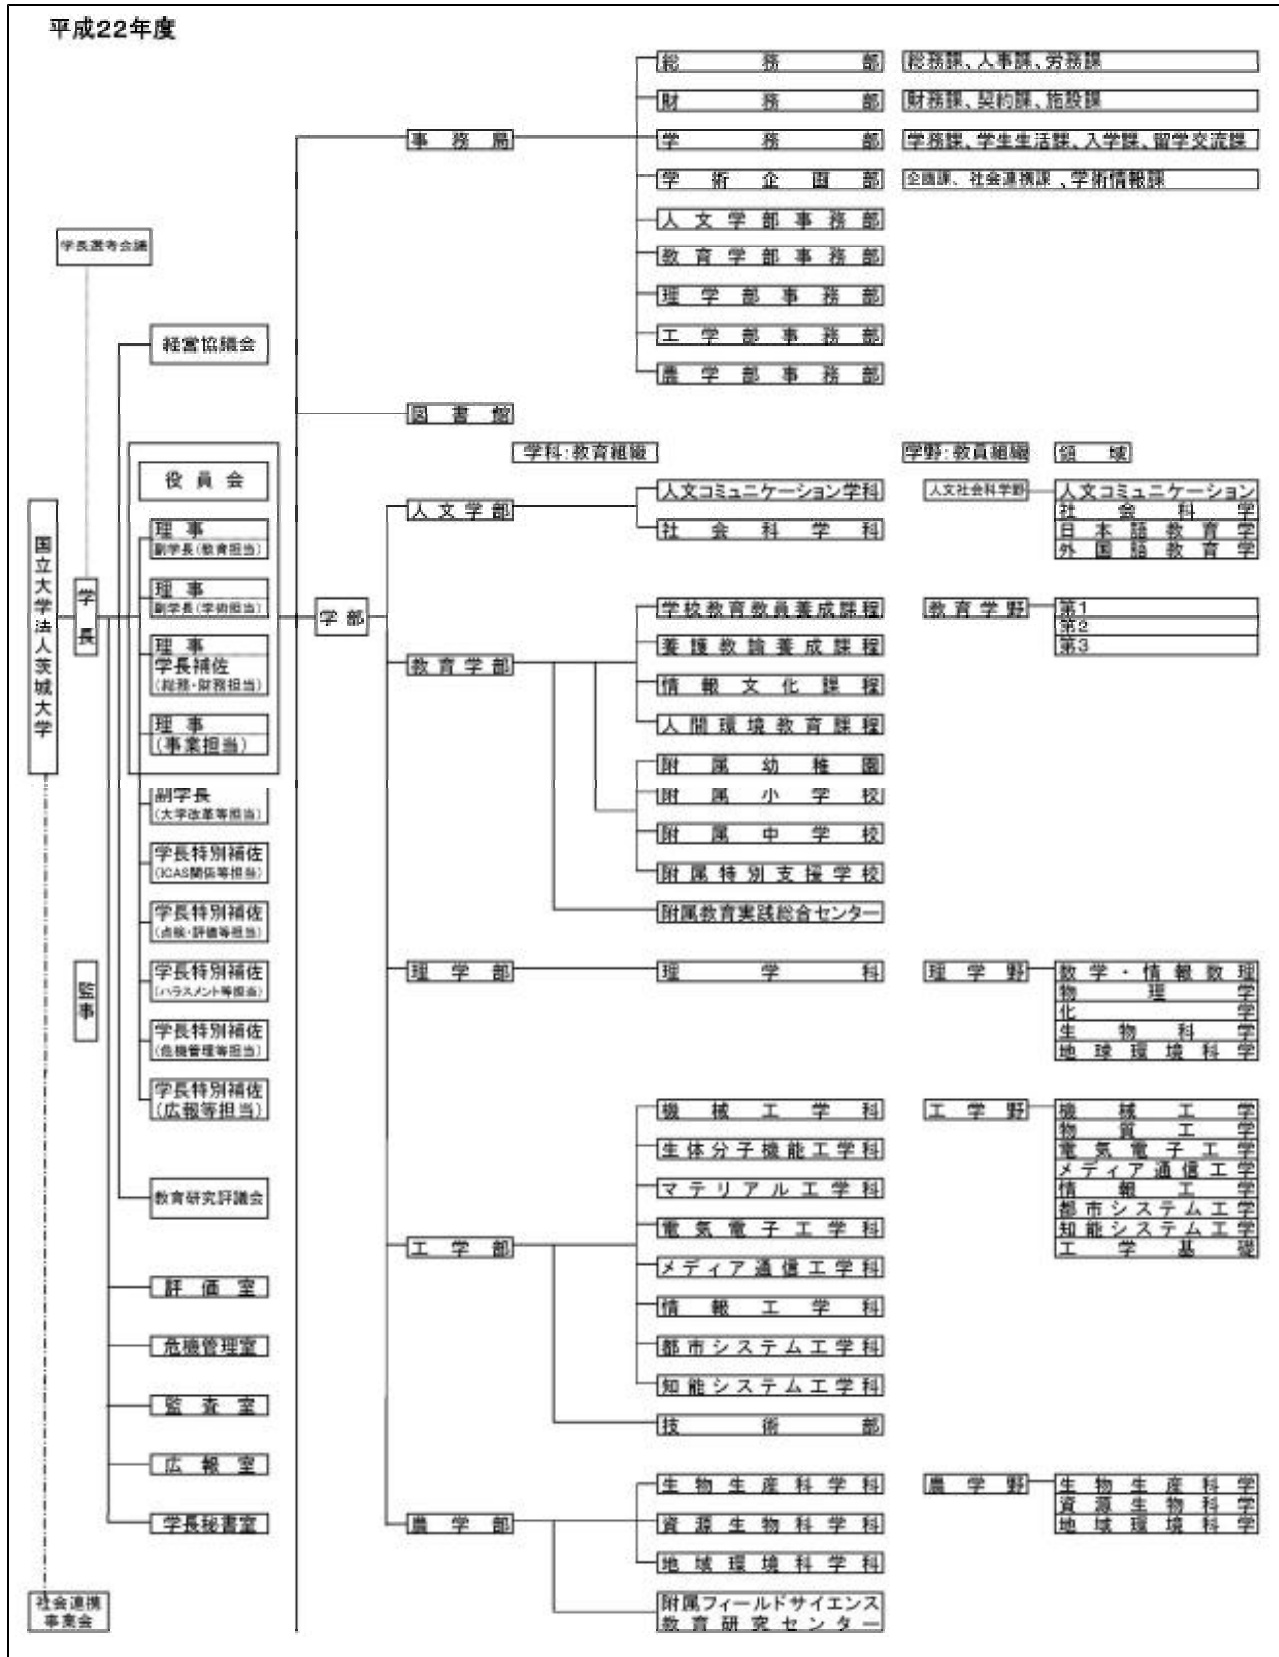 平成22年度
総務部 総務課、人事課、労務課
財務部 財務課、契約課、施設課
事務局 学務部 学務課、学生生活課、入学課、留学交流課
学術企画部 企画課、社会連携課、学術情報課
人文学部事務部
教育学部事務部
理学部事務部
工学部事務部
農学部事務部
図書館
学長選考会議
経営協議会
国立大学法人茨城大学
学長
監事
社会連携
事業会
役員会
理事
副学長(教育担当)
理事
副学長(学術担当)
理事
学長補佐
(総務・財務担当)
理事
(事業担当)
副学長
(大学改革等担当)
学長特別補佐
(ICAS関係等担当)
学長特別補佐
(点検・評価等担当)
学長特別補佐
(ハラスメント等担当)
学長特別補佐
(危機管理等担当)
学長特別補佐
(広報等担当)
教育研究評議会
評価室
危機管理室
監査室
広報室
学長秘書室
学部
学科:教育組織 学野:教員組織 領域
人文学部
人文コミュニケーション学科
社会科学科
人文社会科学野
人文コミュニケーション
社会科学
日本語教育学
外国語教育学
教育学部
学校教育教員養成課程
養護教諭養成課程
情報文化課程
人間環境教育課程
附属幼稚園
附属小学校
附属中学校
附属特別支援学校
附属教育実践総合センター
教育学野
第1
第2
第3
理学部
理学科
理学野
数学・情報数理
物理学
化学
生物科学
地球環境科学
工学部
機械工学科
生体分子機能工学科
マテリアル工学科
電気電子工学科
メディア通信工学科
情報工学科
都市システム工学科
知能システム工学科
技術部
工学野
機械工学
物質工学
電気電子工学
メディア通信工学
情報工学
都市システム工学
知能システム工学
工学基礎
農学部
生物生産科学科
資源生物科学科
地域環境科学科
附属フィールドサイエンス
教育研究センター
農学野
生物生産科学
資源生物科学
地域環境科学